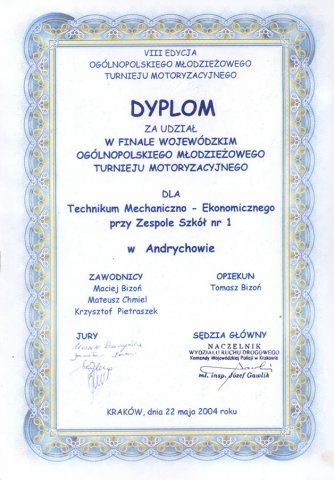 VIII EDYCJA
OGÓLNOPOLSKIEGO MŁODZIEŻOWEGO
TURNIEJU MOTORYZACYJNEGO
DYPLOM
ZA UDZIAŁ
W FINALE WOJEWÓDZKIM
OGÓLNOPOLSKIEGO MŁODZIEŻOWEGO
TURNIEJU MOTORYZACYJNEGO
DLA
Technikum Mechaniczno - Ekonomicznego
przy Zespole Szkół nr 1
w Andrychowie
ZAWODNICY
Maciej Bizoń
Mateusz Chmiel
Krzysztof Pietraszek
OPIEKUN
Tomasz Bizoń
JURY
SĘDZIA GŁÓWNY
NACZELNIK
WYDZIAŁU RUCHU DROGOWEGO
Komendy Wojewódzkiej Policji w Krakowie
mł. insp. Józef Gawlik
KRAKÓW, dnia 22 maja 2004 roku